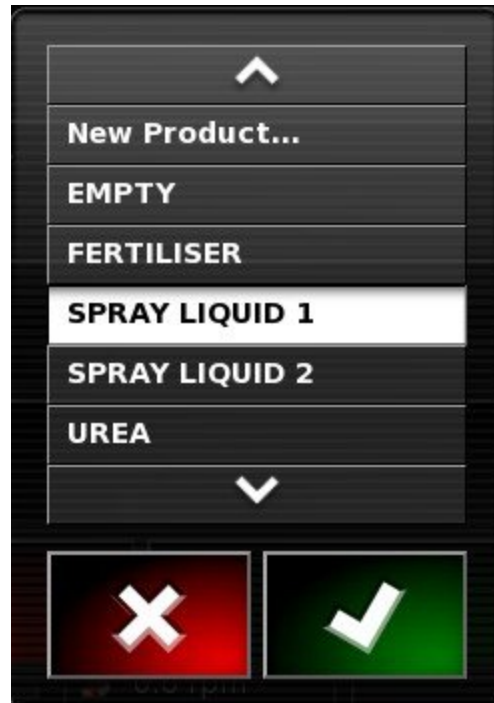 New Product...
EMPTY
FERTILISER
SPRAY LIQUID 1
SPRAY LIQUID 2
UREA